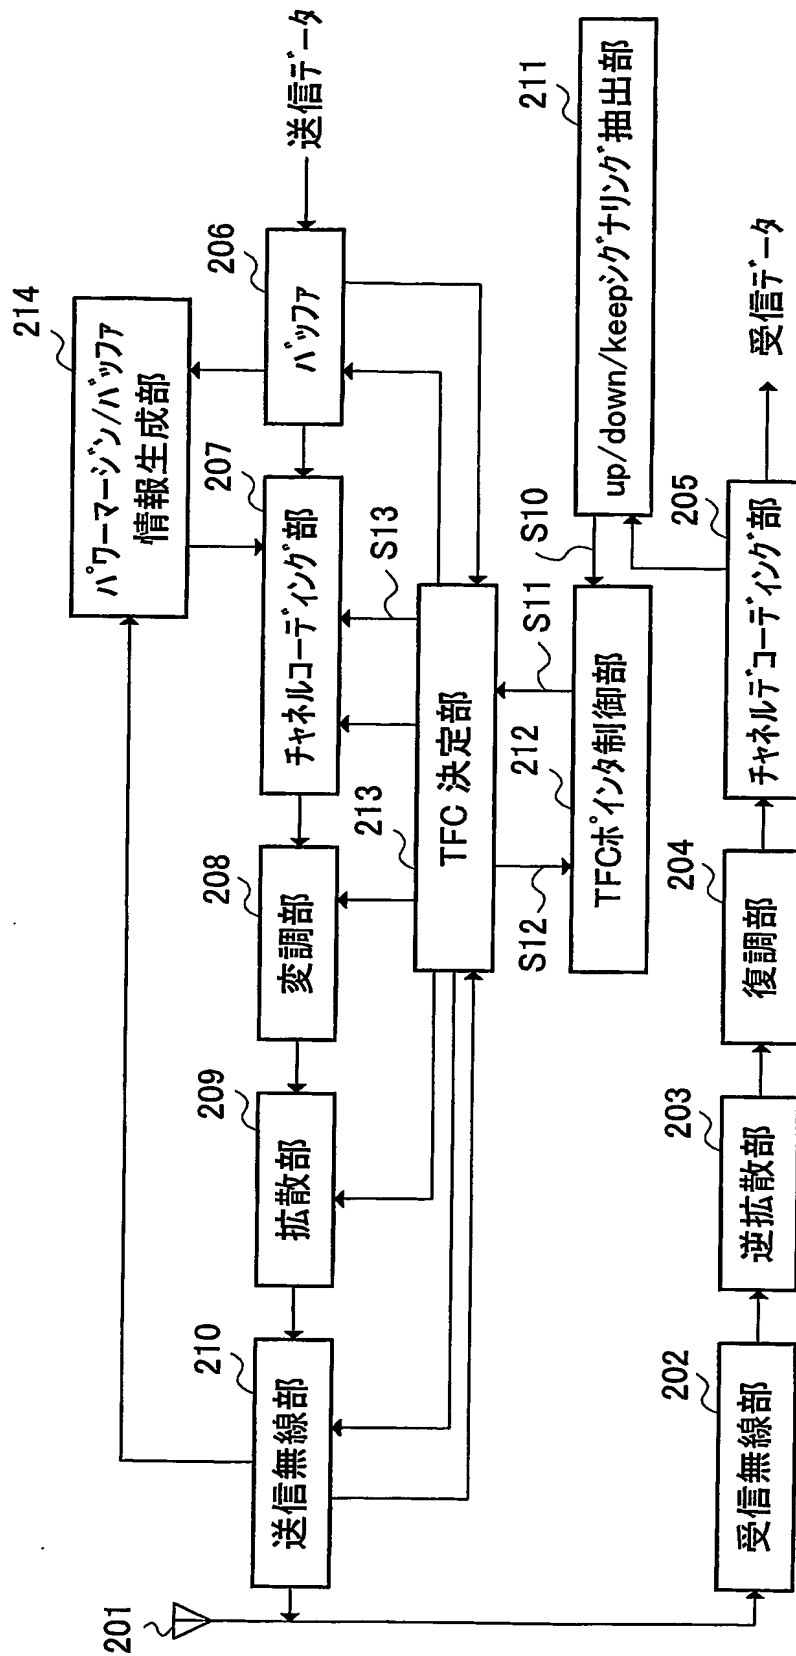 201
210
送信無線部
209
拡散部
208
変調部
207
チャネルコーディング部
206
バッファ
送信データ
214
パワーマージン/バッファ
情報生成部
213
TFC 決定部
S13
S12
S11
S10
212
TFCポインタ制御部
211
up/down/keepシグナリング抽出部
202
受信無線部
203
逆拡散部
204
復調部
205
チャネルデコーディング部
受信データ